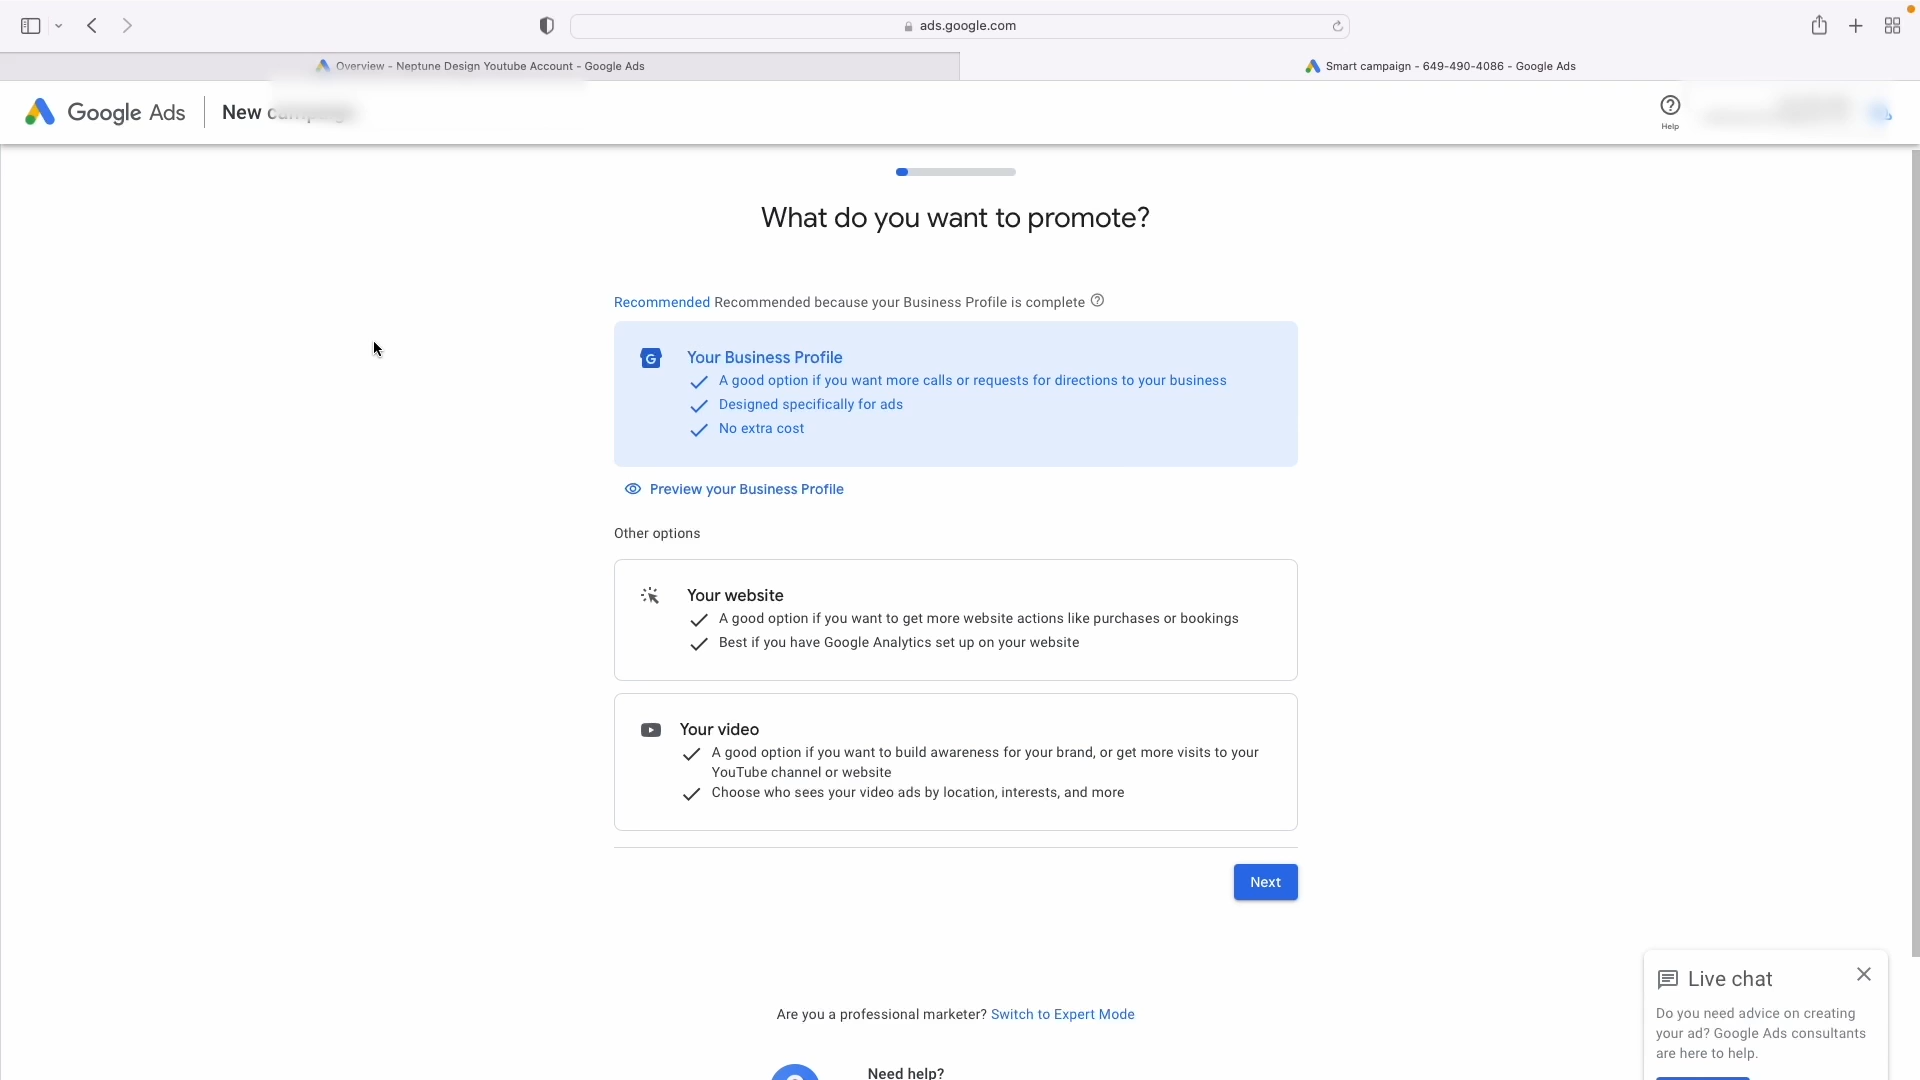 ads.google.com
Overview - Neptune Design Youtube Account - Google Ads
Smart campaign - 649-490-4086 - Google Ads
Google Ads
New campaign
Help
What do you want to promote?
Recommended Recommended because your Business Profile is complete
Your Business Profile
A good option if you want more calls or requests for directions to your business
Designed specifically for ads
No extra cost
Preview your Business Profile
Other options
Your website
A good option if you want to get more website actions like purchases or bookings
Best if you have Google Analytics set up on your website
Your video
A good option if you want to build awareness for your brand, or get more visits to your
YouTube channel or website
Choose who sees your video ads by location, interests, and more
Next
Live chat
Do you need advice on creating
your ad? Google Ads consultants
are here to help.
Are you a professional marketer? Switch to Expert Mode
Need help?